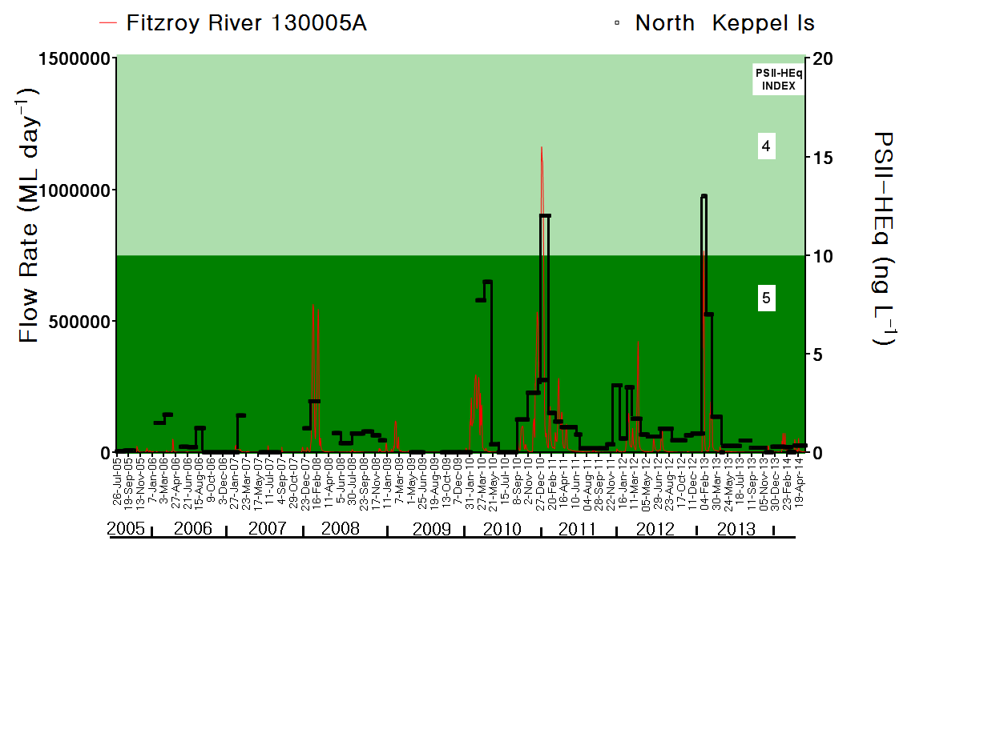 Fitzroy River 130005A
North Keppel Is
Flow Rate (ML day⁻¹)
1500000
1000000
500000
0
20
15
10
5
0
PSII-HEq (ng L⁻¹)
PSII-HEq
INDEX
4
5
26-Jul-05
19-Sep-05
13-Nov-05
7-Jan-06
3-Mar-06
27-Apr-06
21-Jun-06
15-Aug-06
9-Oct-06
3-Dec-06
27-Jan-07
23-Mar-07
17-May-07
11-Jul-07
4-Sep-07
29-Oct-07
23-Dec-07
16-Feb-08
11-Apr-08
5-Jun-08
30-Jul-08
23-Sep-08
17-Nov-08
11-Jan-09
7-Mar-09
1-May-09
25-Jun-09
19-Aug-09
13-Oct-09
7-Dec-09
31-Jan-10
27-Mar-10
21-May-10
15-Jul-10
8-Sep-10
2-Nov-10
27-Dec-10
20-Feb-11
16-Apr-11
10-Jun-11
04-Aug-11
28-Sep-11
22-Nov-11
16-Jan-12
11-Mar-12
05-May-12
29-Jun-12
23-Aug-12
17-Oct-12
11-Dec-12
04-Feb-13
30-Mar-13
24-May-13
18-Jul-13
11-Sep-13
05-Nov-13
30-Dec-13
23-Feb-14
19-Apr-14
2005
2006
2007
2008
2009
2010
2011
2012
2013